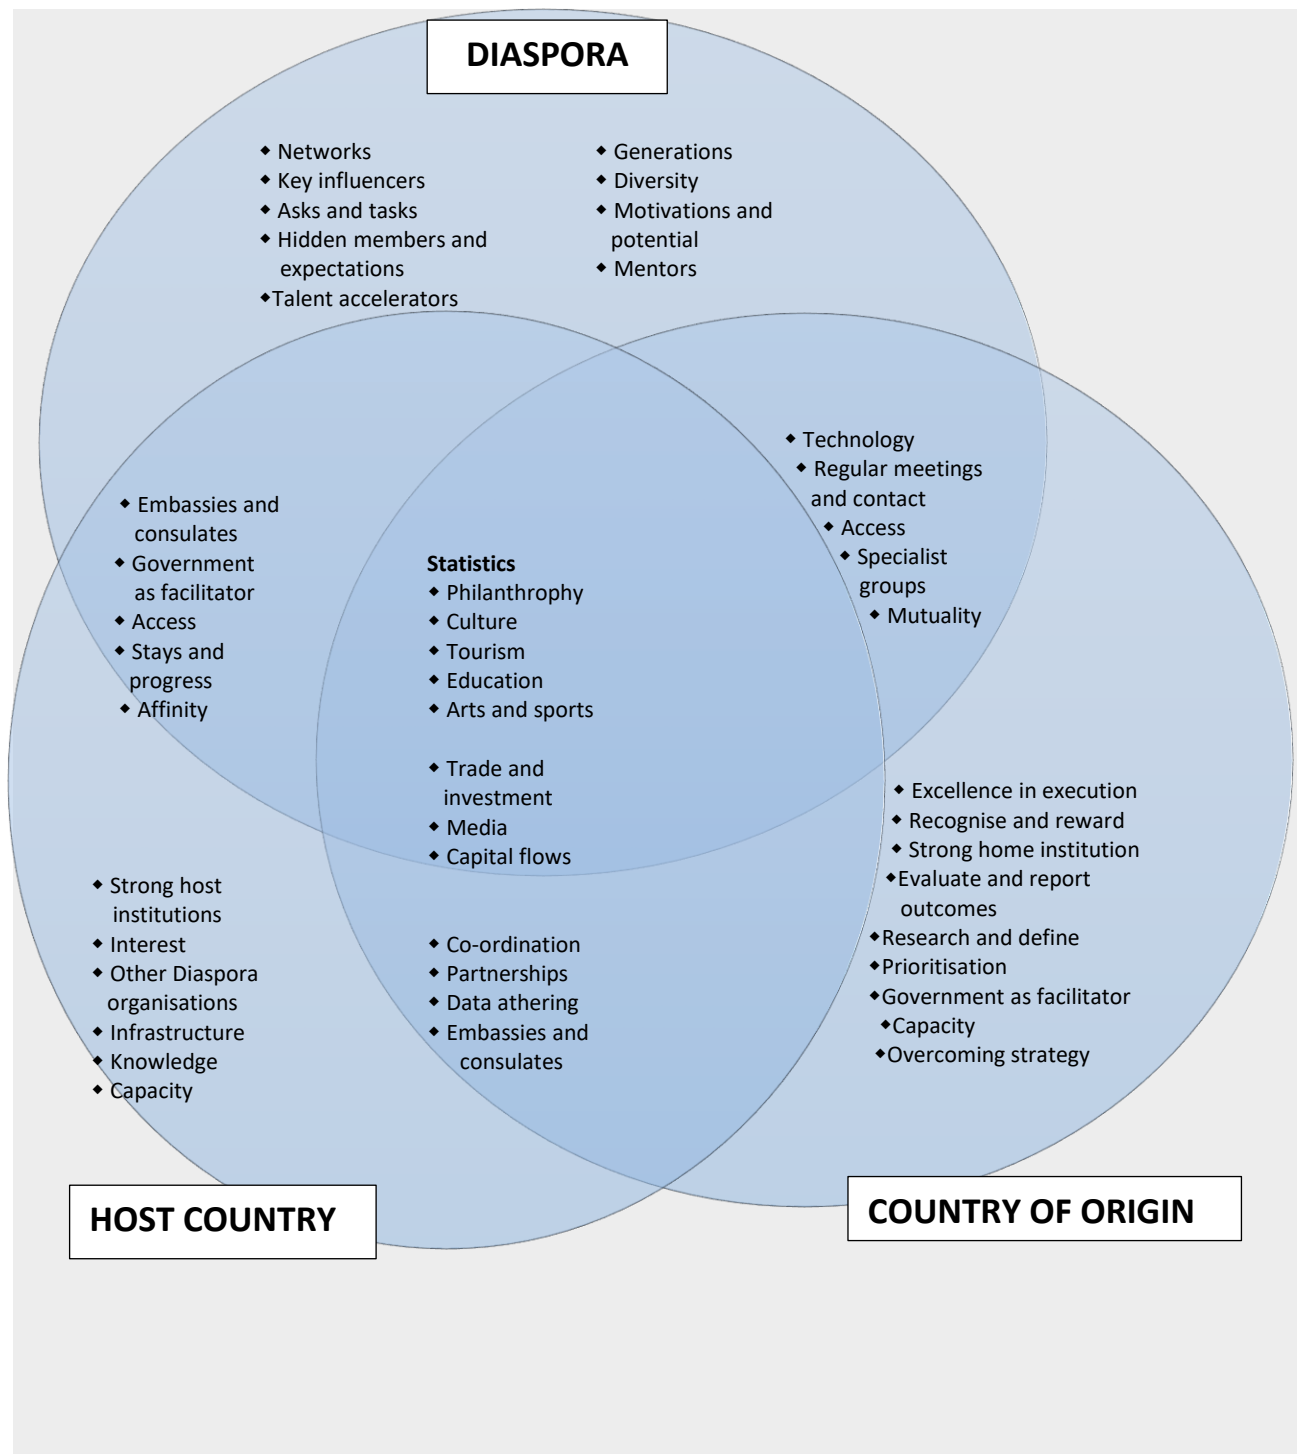 DIASPORA
◆ Networks
◆ Key influencers
◆ Asks and tasks
◆ Hidden members and
expectations
◆Talent accelerators
◆ Generations
◆ Diversity
◆ Motivations and
potential
◆ Mentors
◆ Technology
◆ Regular meetings
and contact
◆ Access
◆ Specialist
groups
◆ Mutuality
◆ Embassies and
consulates
◆ Government
as facilitator
◆ Access
◆ Stays and
progress
◆ Affinity
Statistics
◆ Philanthrophy
◆ Culture
◆ Tourism
◆ Education
◆ Arts and sports
◆ Trade and
investment
◆ Media
◆ Capital flows
◆ Excellence in execution
◆ Recognise and reward
◆ Strong home institution
◆Evaluate and report
outcomes
◆Research and define
◆Prioritisation
◆Government as facilitator
◆Capacity
◆Overcoming strategy
◆ Strong host
institutions
◆ Interest
◆ Other Diaspora
organisations
◆ Infrastructure
◆ Knowledge
◆ Capacity
◆ Co-ordination
◆ Partnerships
◆ Data athering
◆ Embassies and
consulates
HOST COUNTRY
COUNTRY OF ORIGIN